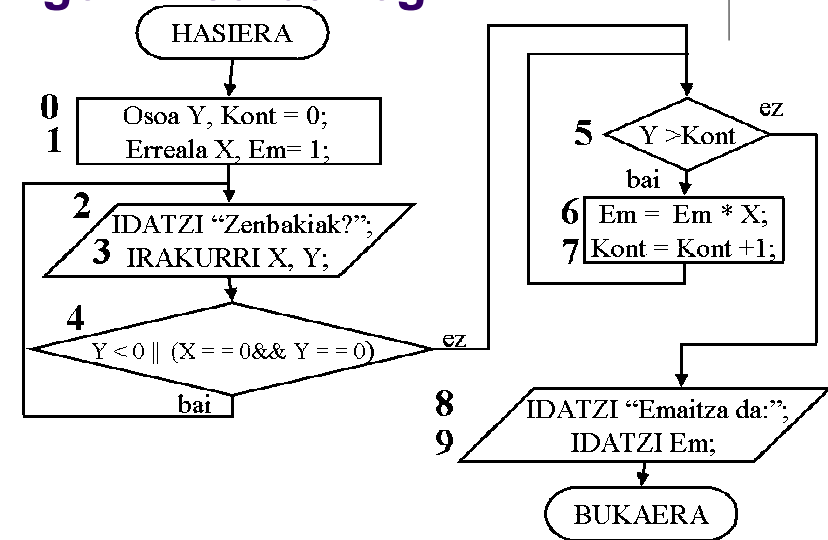 HASIERA
0 Osoa Y, Kont = 0;
1 Erreala X, Em= 1;
2 IDATZI “Zenbakiak?”;
3 IRAKURRI X, Y;
4
Y < 0 || (X = = 0&& Y = = 0)
ez
bai
5 Y >Kont
ez
bai
6 Em = Em * X;
7 Kont = Kont +1;
8 IDATZI “Emaitza da:”;
9 IDATZI Em;
BUKAERA